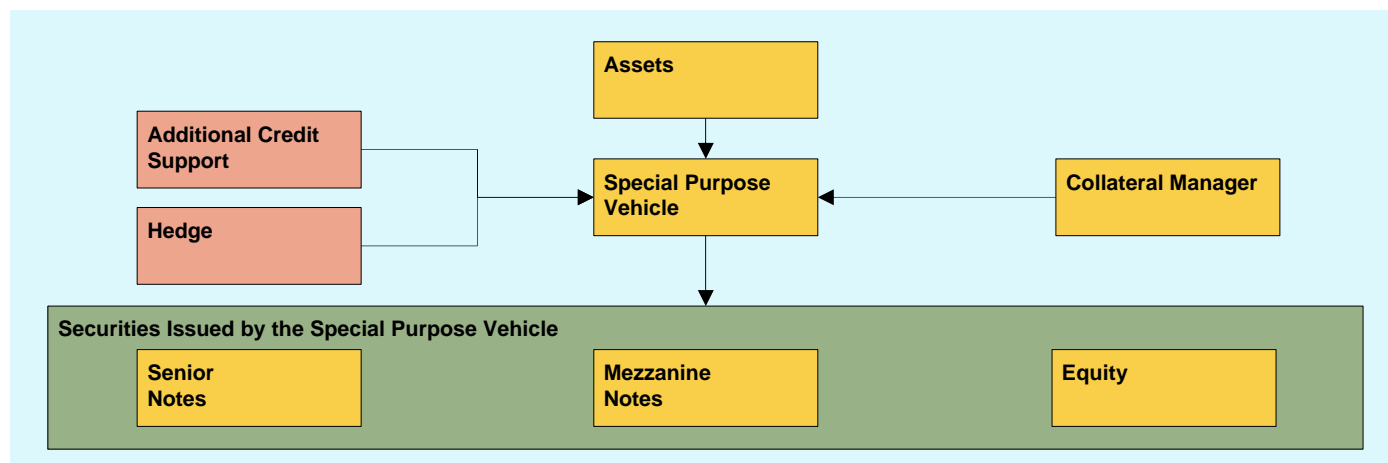 Assets
Additional Credit
Support
Special Purpose
Vehicle
Collateral Manager
Hedge
Securities Issued by the Special Purpose Vehicle
Senior
Notes
Mezzanine
Notes
Equity